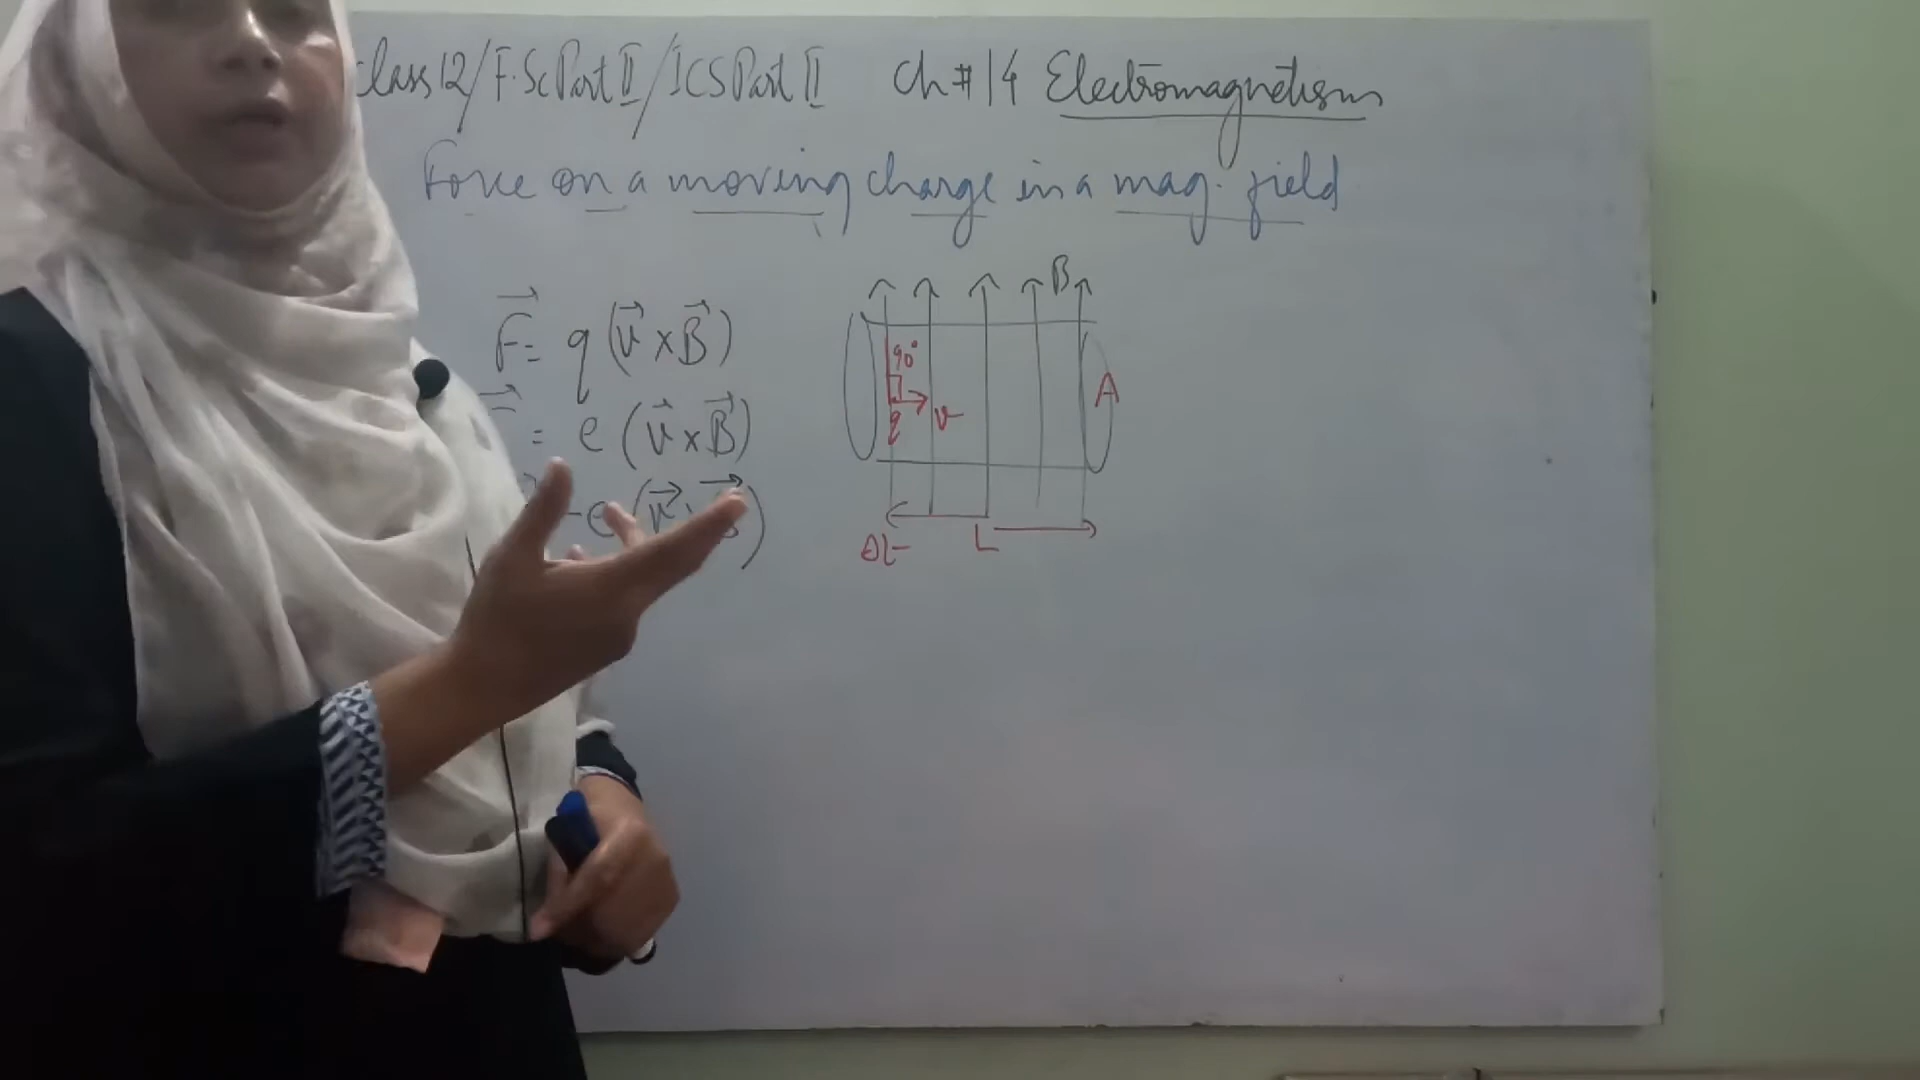 Class 12/F.Sc Part II/ICS Part II Ch # 14 Electromagnetism
Force on a moving charge in a mag. field
F⃗ = q (v⃗ × B⃗)
= e (v⃗ × B⃗)
-e (v⃗
B
90°
q
v
A
Δt
L